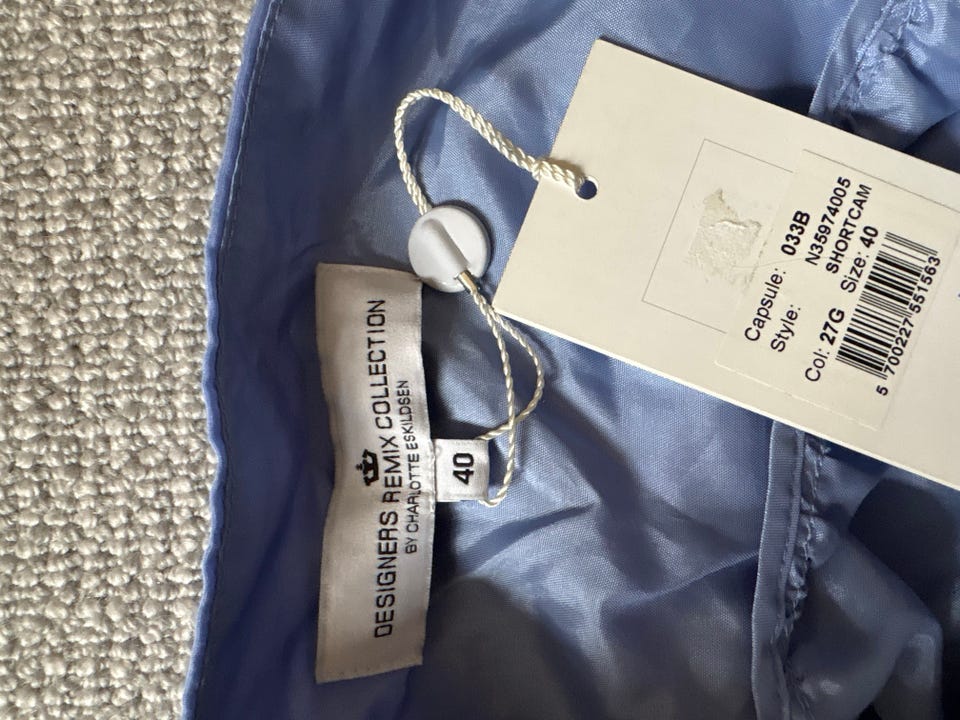 DESIGNERS REMIX COLLECTION
BY CHARLOTTE ESKILDSEN
40
Capsule: 033B
Style: N35974005
SHORTCAM
Col: 27G Size: 40
5 700227 551563